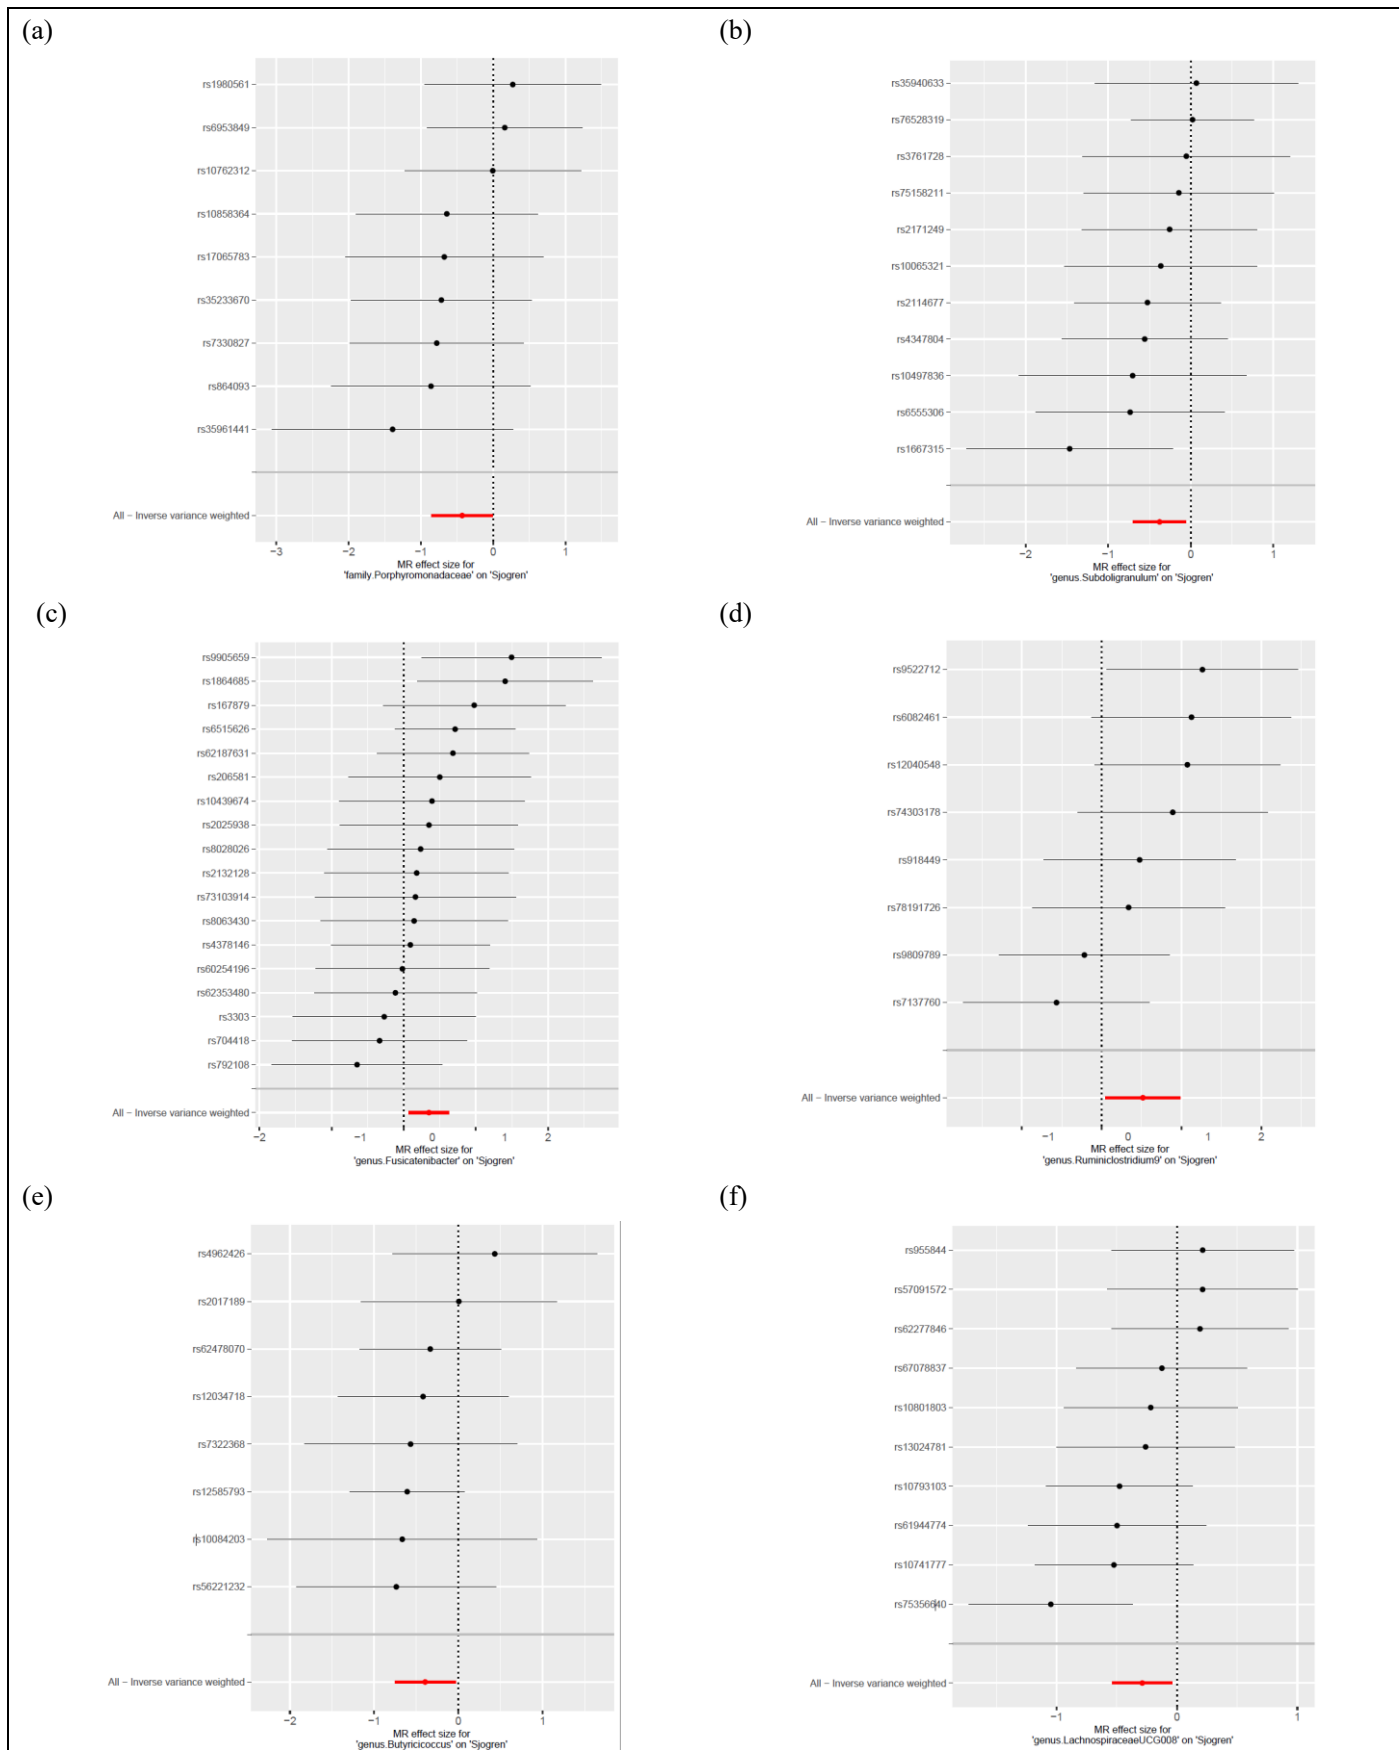 (a)
rs1980561
rs6953849
rs10762312
rs10858364
rs17065783
rs35233670
rs7330827
rs864093
rs35961441
All − Inverse variance weighted
−3 −2 −1 0 1
MR effect size for
'family.Porphyromonadaceae' on 'Sjogren'
(b)
rs35940633
rs76528319
rs3761728
rs75158211
rs2171249
rs10065321
rs2114677
rs4347804
rs10497836
rs6555306
rs1667315
All − Inverse variance weighted
−2 −1 0 1
MR effect size for
'genus.Subdoligranulum' on 'Sjogren'
(c)
rs9905659
rs1864685
rs167879
rs6515626
rs62187631
rs206581
rs10439674
rs2025938
rs8028026
rs2132128
rs73103914
rs8063430
rs4378146
rs60254196
rs62353480
rs3303
rs704418
rs792108
All − Inverse variance weighted
−2 −1 0 1 2
MR effect size for
'genus.Fusicatenibacter' on 'Sjogren'
(d)
rs9522712
rs6082461
rs12040548
rs74303178
rs918449
rs78191726
rs9809789
rs7137760
All − Inverse variance weighted
−1 0 1 2
MR effect size for
'genus.Ruminiclostridium9' on 'Sjogren'
(e)
rs4962426
rs2017189
rs62478070
rs12034718
rs7322368
rs12585793
rs10084203
rs56221232
All − Inverse variance weighted
−2 −1 0 1
MR effect size for
'genus.Butyricicoccus' on 'Sjogren'
(f)
rs955844
rs57091572
rs62277846
rs67078837
rs10801803
rs13024781
rs10793103
rs61944774
rs10741777
rs75356640
All − Inverse variance weighted
−1 0 1
MR effect size for
'genus.LachnospiraceaeUCG008' on 'Sjogren'